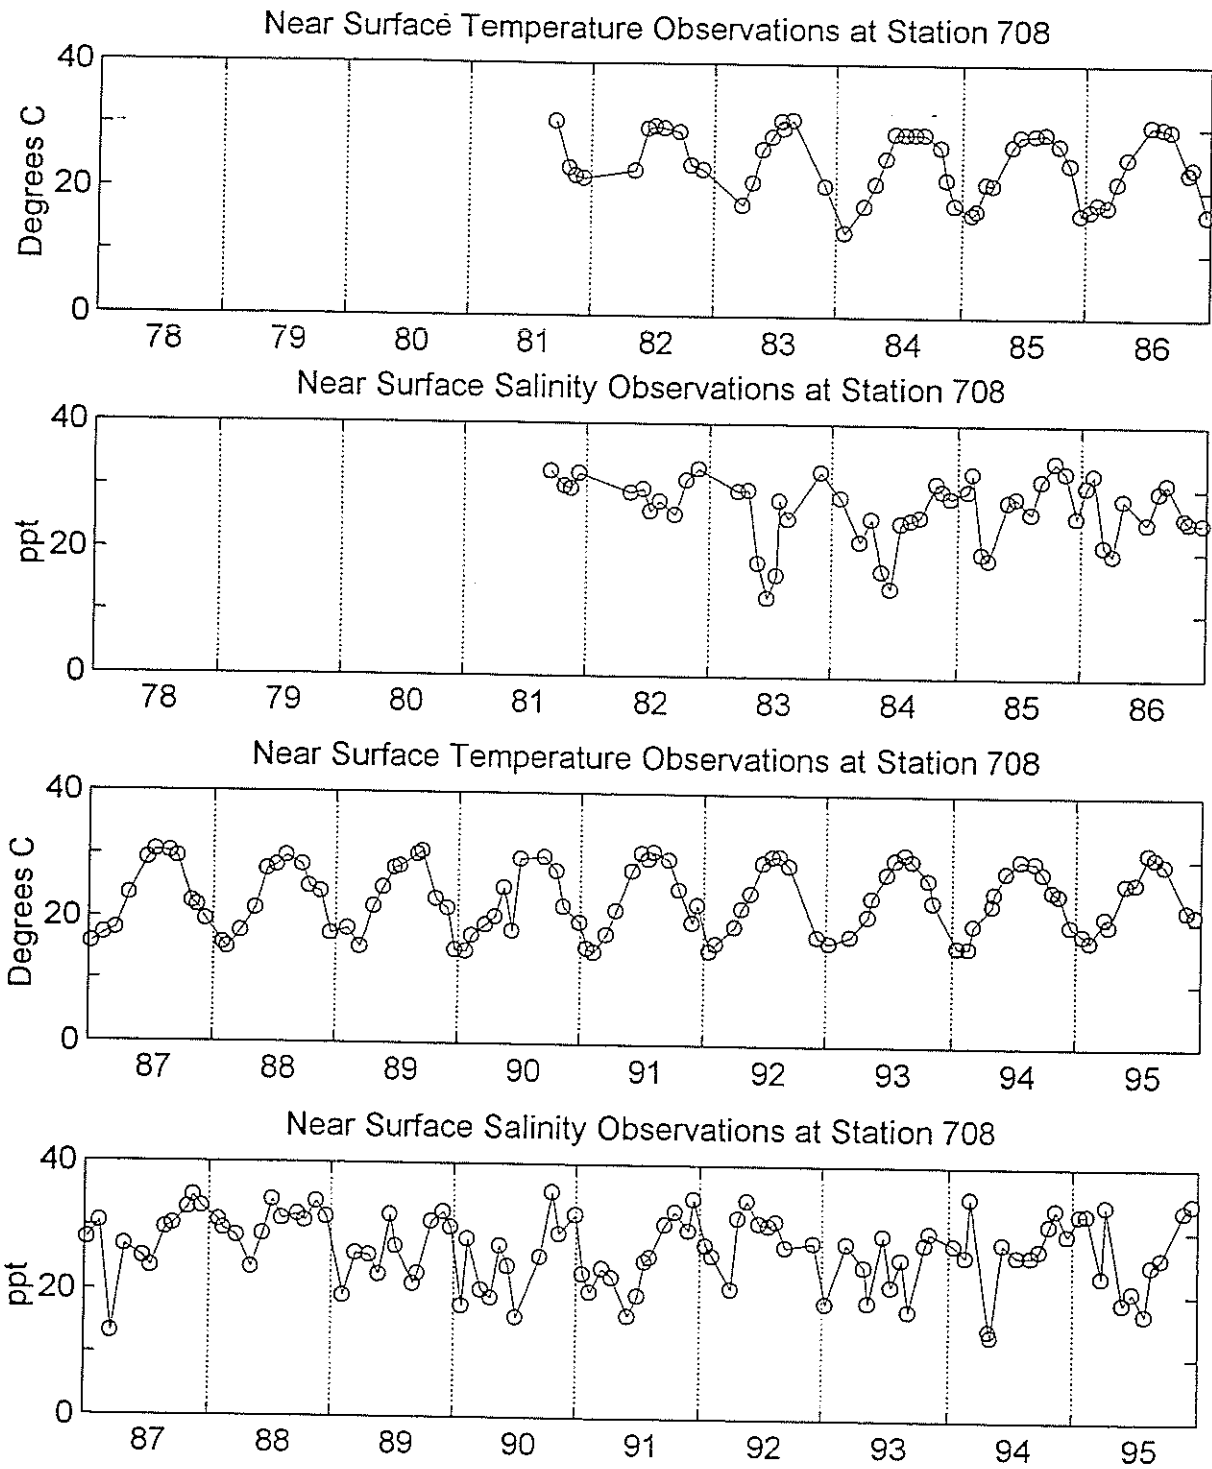 Near Surface Temperature Observations at Station 708
40
20
0
Degrees C
78 79 80 81 82 83 84 85 86
Near Surface Salinity Observations at Station 708
40
20
0
ppt
78 79 80 81 82 83 84 85 86
Near Surface Temperature Observations at Station 708
40
20
0
Degrees C
87 88 89 90 91 92 93 94 95
Near Surface Salinity Observations at Station 708
40
20
0
ppt
87 88 89 90 91 92 93 94 95